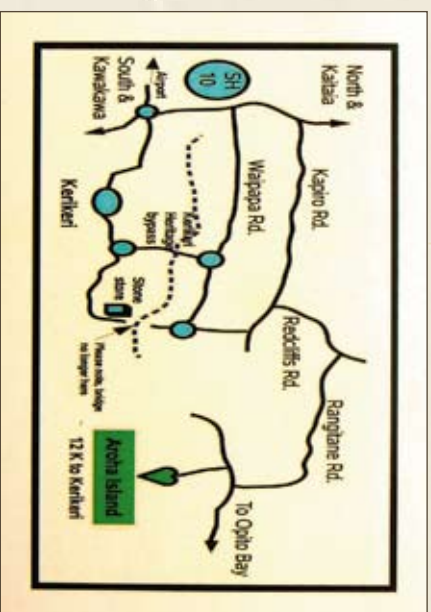 North &
Kaitaia
SH
10
Airport
South &
Kawakawa
Kapiro Rd.
Waipapa Rd.
Kerikeri
Heritage
bypass
Kerikeri
Stone
store
Please note, bridge
no longer here
Redcliffs Rd.
Rangitane Rd.
To Opito Bay
Aroha Island
12 K to Kerikeri